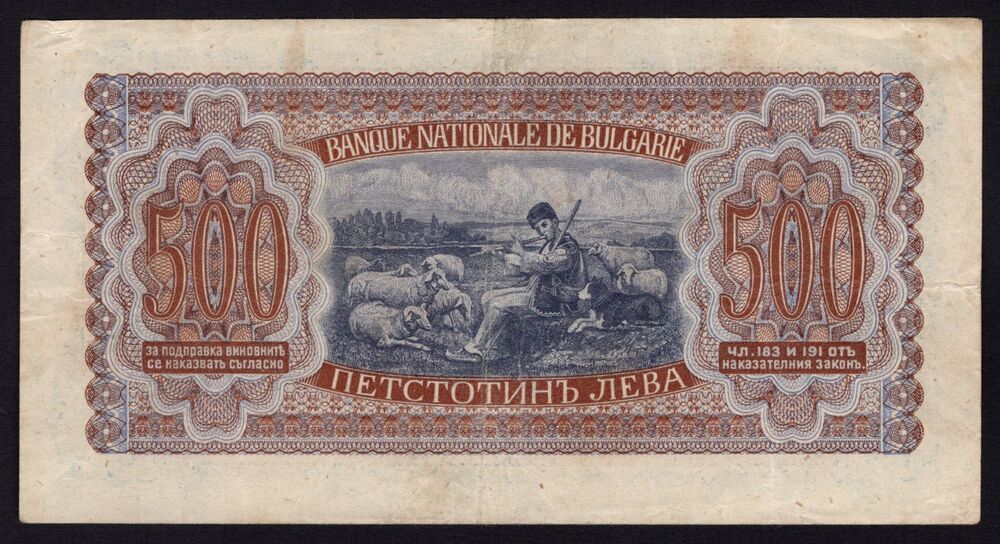 BANQUE NATIONALE DE BULGARIE
500
500
ЗА ПОДПРАВКА ВИНОВНИТѢ
СЕ НАКАЗВАТЪ СЪГЛАСНО
ЧЛ. 183 И 191 ОТЪ
НАКАЗАТЕЛНИЯ ЗАКОНЪ.
ПЕТСТОТИНЪ ЛЕВА